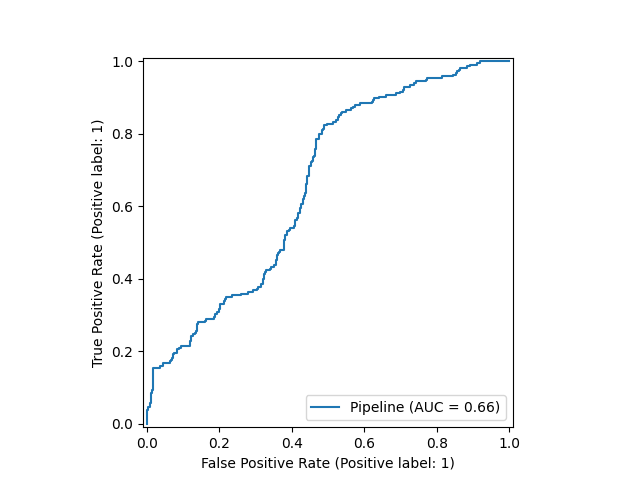 1.0
0.8
0.6
0.4
0.2
0.0
True Positive Rate (Positive label: 1)
Pipeline (AUC = 0.66)
0.0 0.2 0.4 0.6 0.8 1.0
False Positive Rate (Positive label: 1)